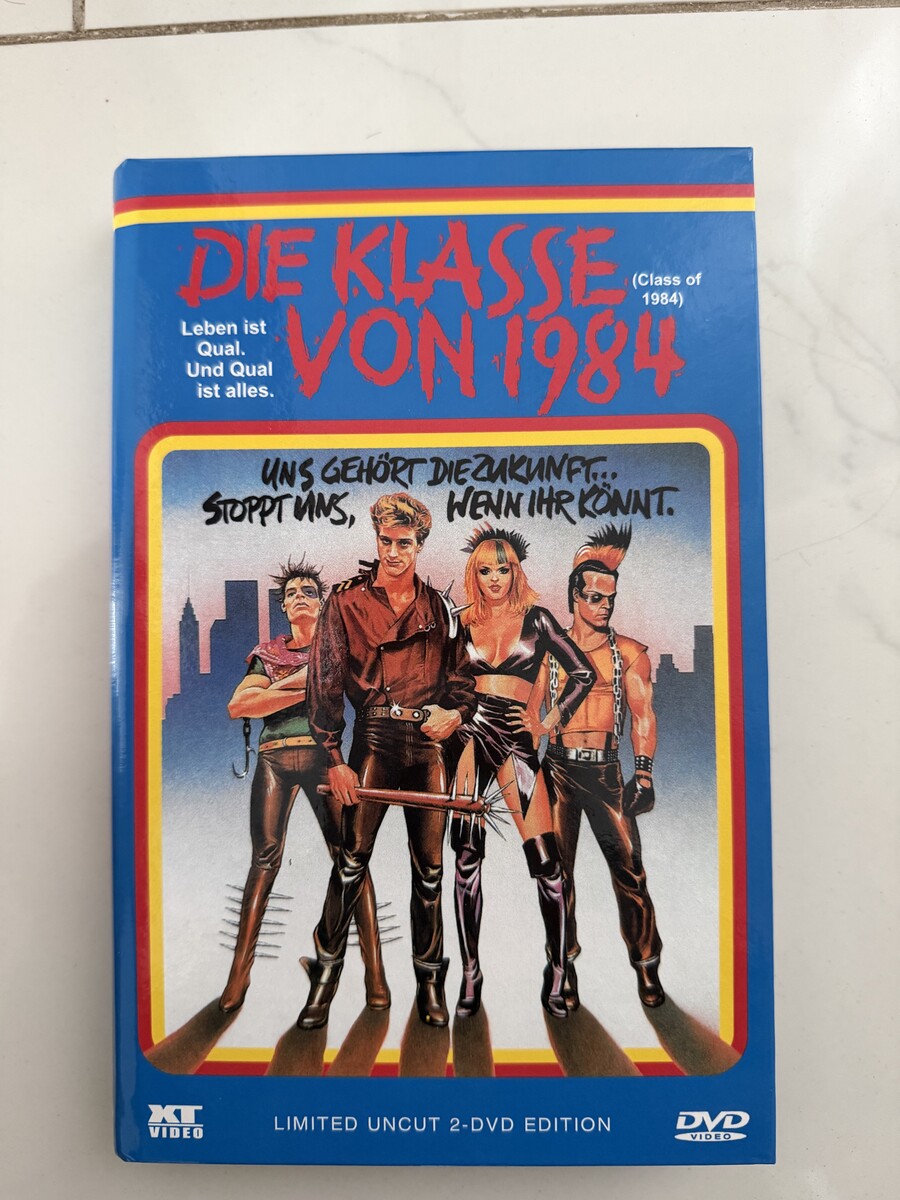 DIE KLASSE
(Class of
1984)
VON 1984
Leben ist
Qual.
Und Qual
ist alles.
UNS GEHÖRT DIE ZUKUNFT...
STOPPT UNS, WENN IHR KÖNNT.
XT
VIDEO
LIMITED UNCUT 2-DVD EDITION
DVD
VIDEO